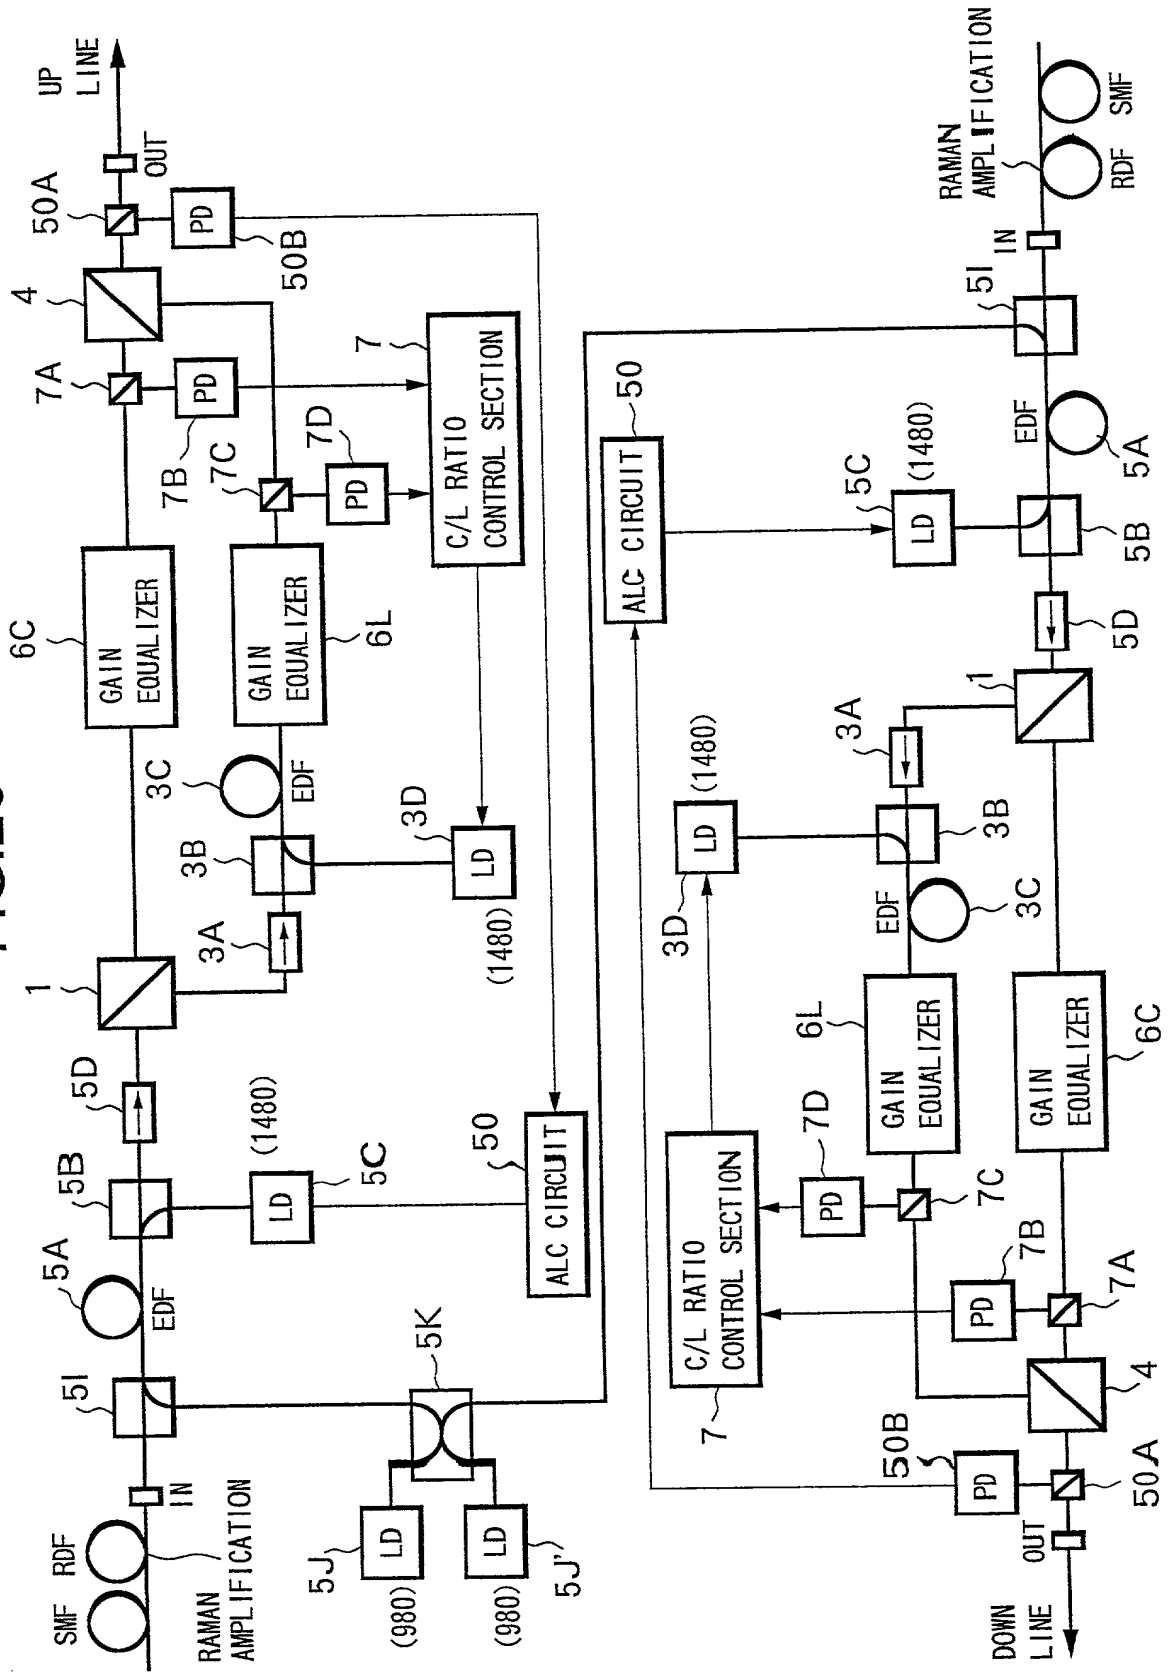 UP
LINE
OUT
50A
PD
50B
4
7A
PD
7B
7
C/L RATIO
CONTROL SECTION
7C
7D
PD
6C
GAIN
EQUALIZER
GAIN
EQUALIZER
6L
3C
EDF
3B
3D
LD
(1480)
3A
1
5D
5B
(1480)
LD
5C
50
ALC CIRCUIT
5A
EDF
5I
5K
IN
RDF
SMF
RAMAN
AMPLIFICATION
5J
LD
(980)
LD
5J'
(980)
RAMAN
AMPLIFICATION
SMF
RDF
IN
5I
EDF
5A
50
ALC CIRCUIT
5C
LD
(1480)
5B
5D
1
3A
(1480)
LD
3D
3B
EDF
3C
6L
GAIN
EQUALIZER
GAIN
EQUALIZER
6C
7D
PD
7C
C/L RATIO
CONTROL SECTION
7
7B
PD
7A
4
50B
PD
50A
OUT
DOWN
LINE